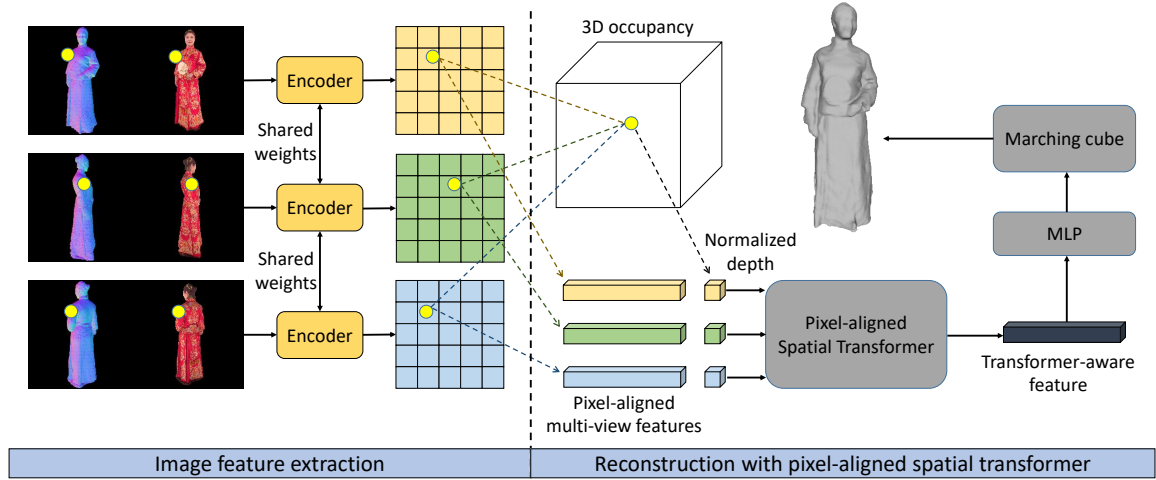 Encoder
Shared
weights
Encoder
Shared
weights
Encoder
3D occupancy
Normalized
depth
Pixel-aligned
multi-view features
Pixel-aligned
Spatial Transformer
Marching cube
MLP
Transformer-aware
feature
Image feature extraction
Reconstruction with pixel-aligned spatial transformer